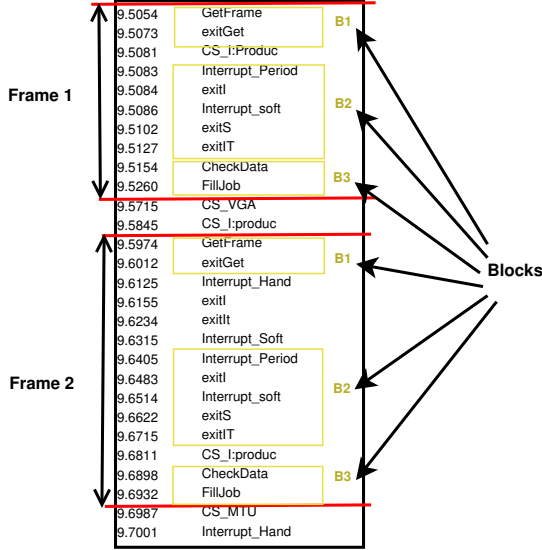 9.5054 GetFrame
B1
9.5073 exitGet
9.5081 CS_I:Produc
9.5083 Interrupt_Period
9.5084 exitI
Frame 1
9.5086 Interrupt_soft
B2
9.5102 exitS
9.5127 exitIT
9.5154 CheckData
B3
9.5260 FillJob
9.5715 CS_VGA
9.5845 CS_I:produc
9.5974 GetFrame
B1
9.6012 exitGet
Blocks
9.6125 Interrupt_Hand
9.6155 exitI
9.6234 exitIt
9.6315 Interrupt_Soft
9.6405 Interrupt_Period
9.6483 exitI
Frame 2
B2
9.6514 Interrupt_soft
9.6622 exitS
9.6715 exitIT
9.6811 CS_I:produc
9.6898 CheckData
B3
9.6932 FillJob
9.6987 CS_MTU
9.7001 Interrupt_Hand